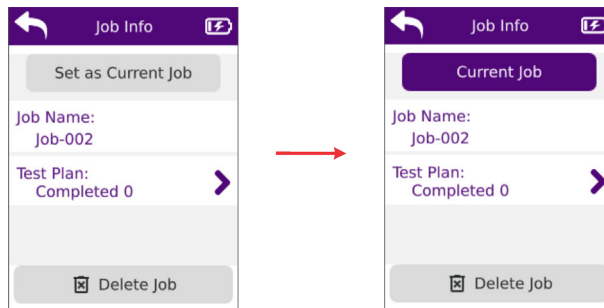 Job Info
Set as Current Job
Job Name:
Job-002
Test Plan:
Completed 0
Delete Job
Job Info
Current Job
Job Name:
Job-002
Test Plan:
Completed 0
Delete Job